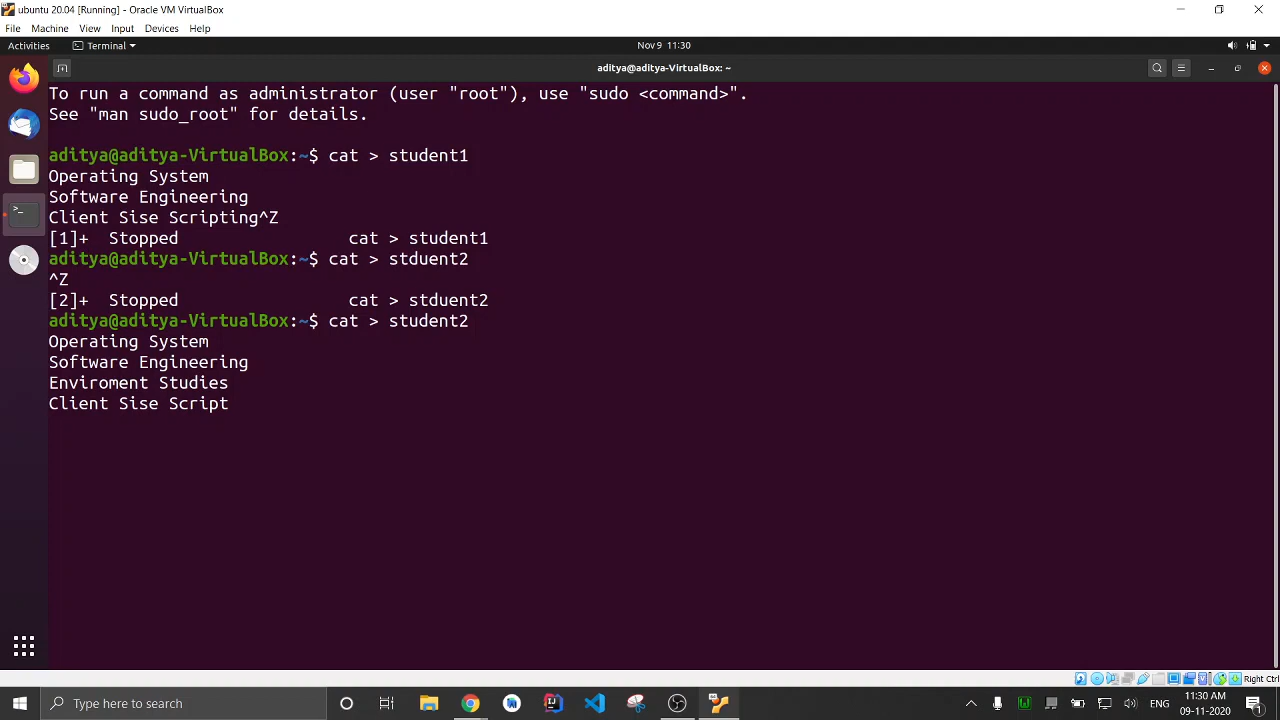 ubuntu 20.04 [Running] - Oracle VM VirtualBox
File Machine View Input Devices Help
Activities Terminal Nov 9 11:30
aditya@aditya-VirtualBox: ~
To run a command as administrator (user "root"), use "sudo <command>".
See "man sudo_root" for details.
aditya@aditya-VirtualBox:~$ cat > student1
Operating System
Software Engineering
Client Sise Scripting^Z
[1]+  Stopped                 cat > student1
aditya@aditya-VirtualBox:~$ cat > stduent2
^Z
[2]+  Stopped                 cat > stduent2
aditya@aditya-VirtualBox:~$ cat > student2
Operating System
Software Engineering
Enviroment Studies
Client Sise Script
Right Ctrl
Type here to search
ENG
11:30 AM
09-11-2020